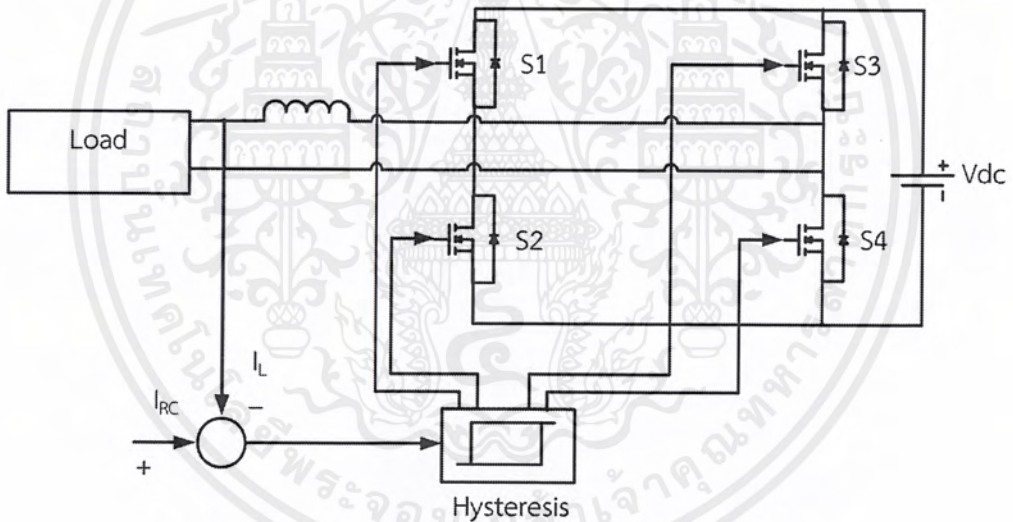 S1
S3
Load
+
Vdc
-
S2
S4
I_L
I_RC
-
+
Hysteresis